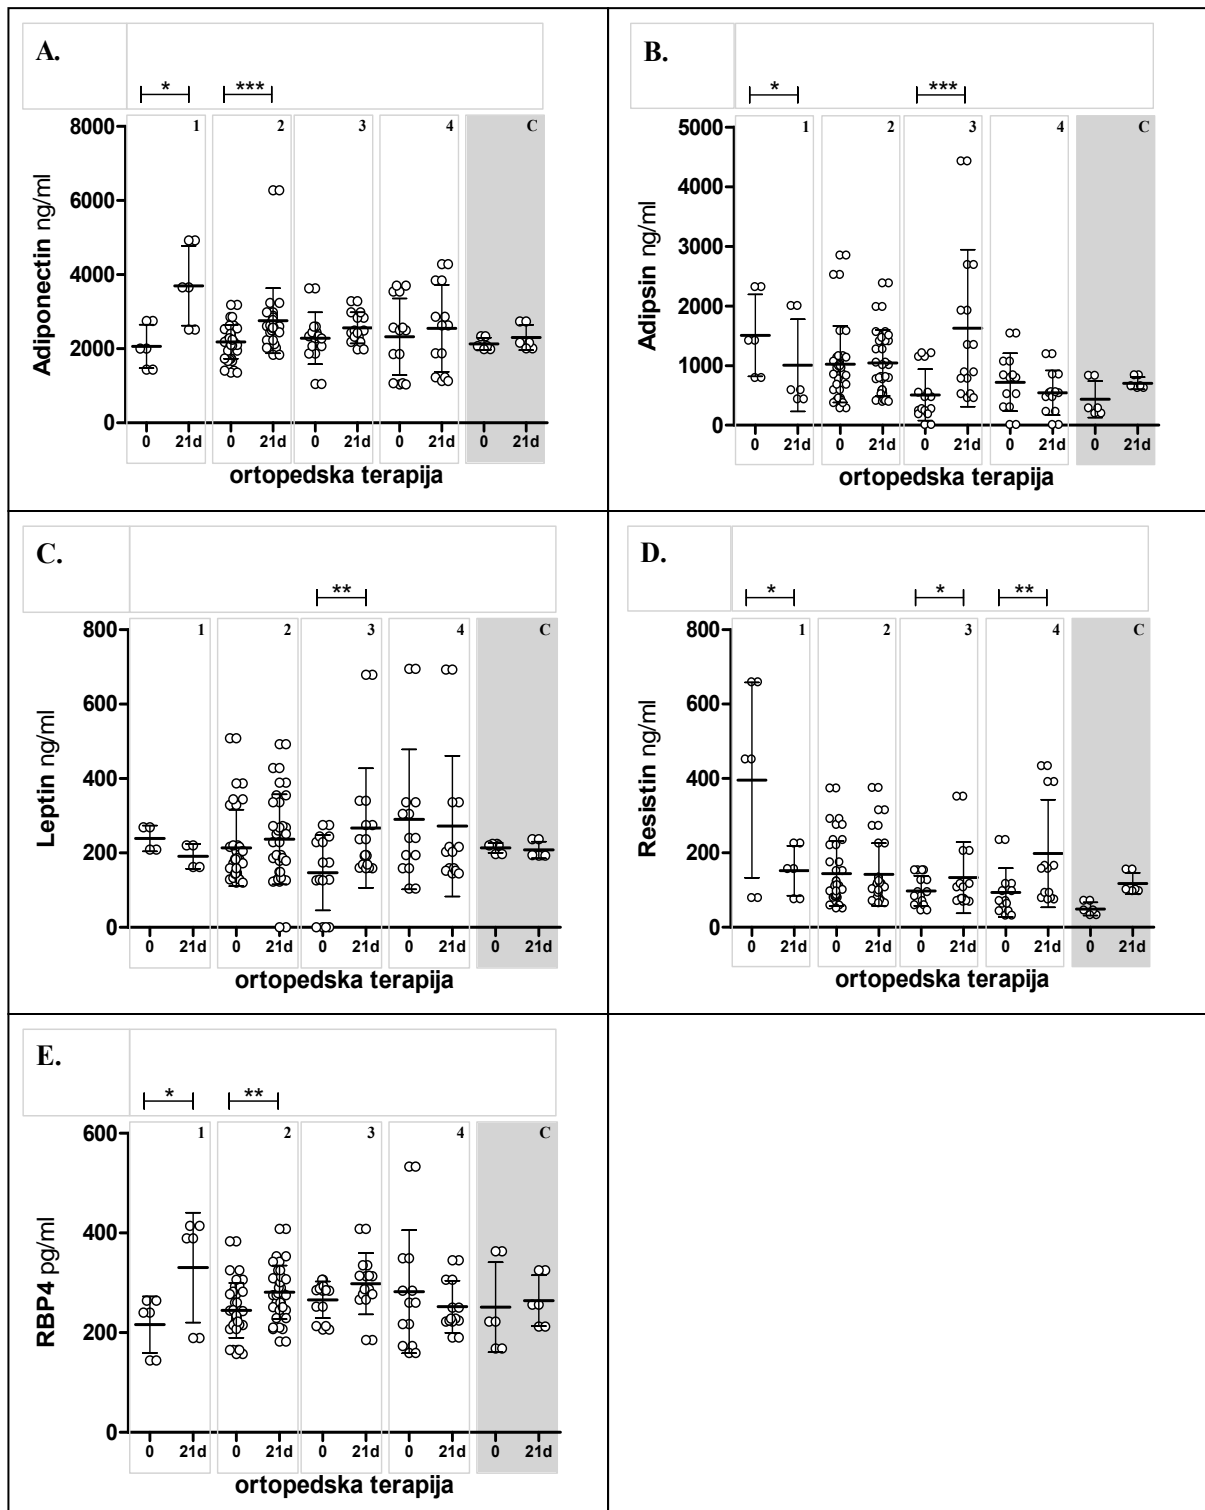 A.
* ***
8000
6000
4000
2000
0
Adiponectin ng/ml
1 2 3 4 C
0 21d 0 21d 0 21d 0 21d 0 21d
ortopedska terapija
B.
* ***
5000
4000
3000
2000
1000
0
Adipsin ng/ml
1 2 3 4 C
0 21d 0 21d 0 21d 0 21d 0 21d
ortopedska terapija
C.
**
800
600
400
200
0
Leptin ng/ml
1 2 3 4 C
0 21d 0 21d 0 21d 0 21d 0 21d
ortopedska terapija
D.
* * **
800
600
400
200
0
Resistin ng/ml
1 2 3 4 C
0 21d 0 21d 0 21d 0 21d 0 21d
ortopedska terapija
E.
* **
600
400
200
0
RBP4 pg/ml
1 2 3 4 C
0 21d 0 21d 0 21d 0 21d 0 21d
ortopedska terapija